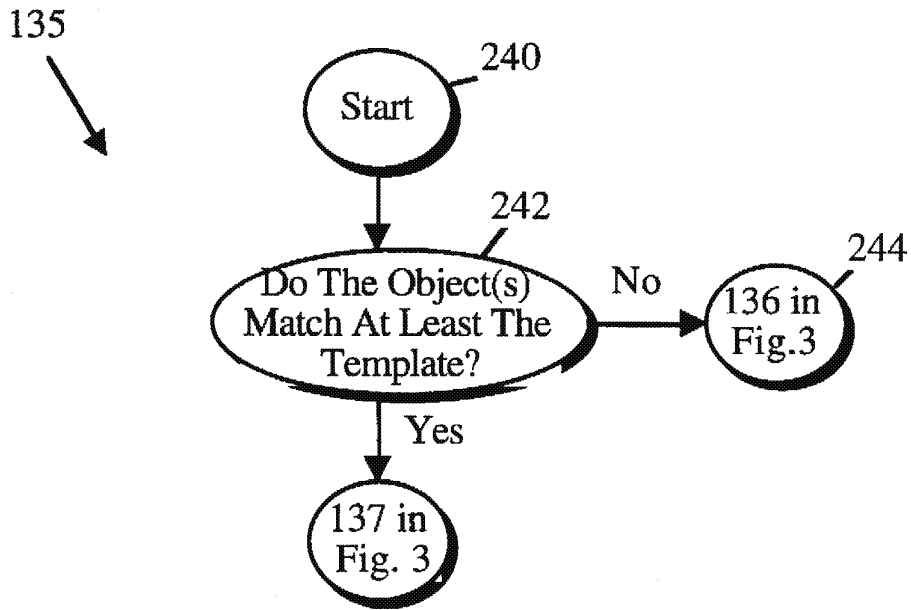 135
240
Start
242
Do The Object(s)
Match At Least The
Template?
No
244
136 in
Fig.3
Yes
137 in
Fig. 3